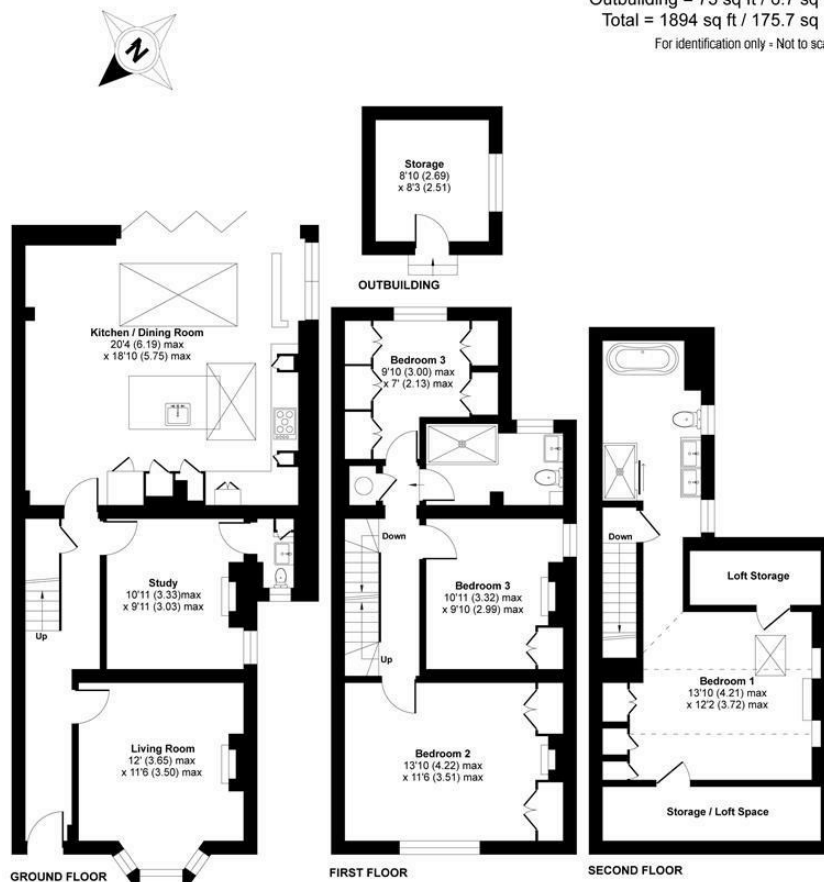 Outbuilding = 75 sq ft / 6.7 sq
Total = 1894 sq ft / 175.7 sq
For identification only - Not to sca
N
Storage
8'10 (2.69)
x 8'3 (2.51)
OUTBUILDING
Kitchen / Dining Room
20'4 (6.19) max
x 18'10 (5.75) max
Bedroom 3
9'10 (3.00) max
x 7' (2.13) max
Down
Down
Loft Storage
Study
10'11 (3.33)max
x 9'11 (3.03) max
Bedroom 3
10'11 (3.32) max
x 9'10 (2.99) max
Up
Up
Bedroom 1
13'10 (4.21) max
x 12'2 (3.72) max
Living Room
12' (3.65) max
x 11'6 (3.50) max
Bedroom 2
13'10 (4.22) max
x 11'6 (3.51) max
Storage / Loft Space
GROUND FLOOR
FIRST FLOOR
SECOND FLOOR